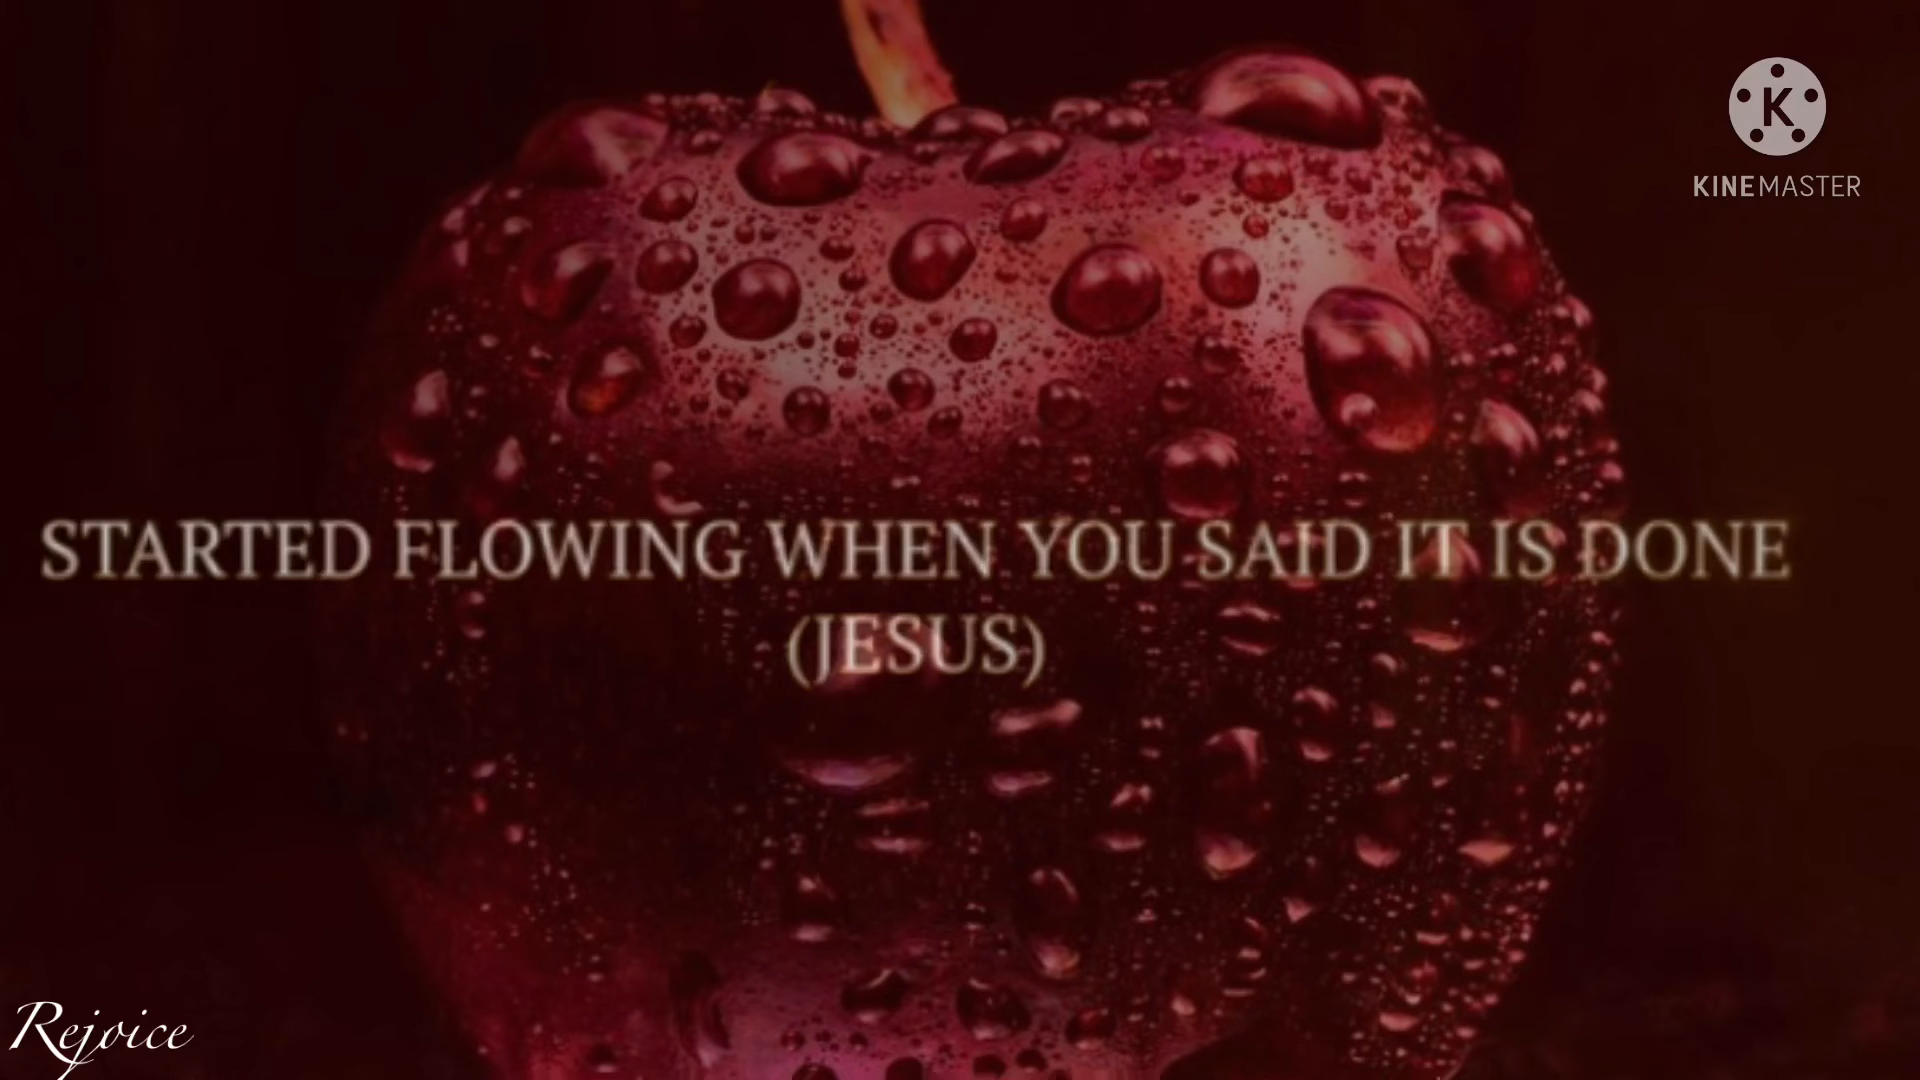 K
KINEMASTER
STARTED FLOWING WHEN YOU SAID IT IS DONE
(JESUS)
Rejoice